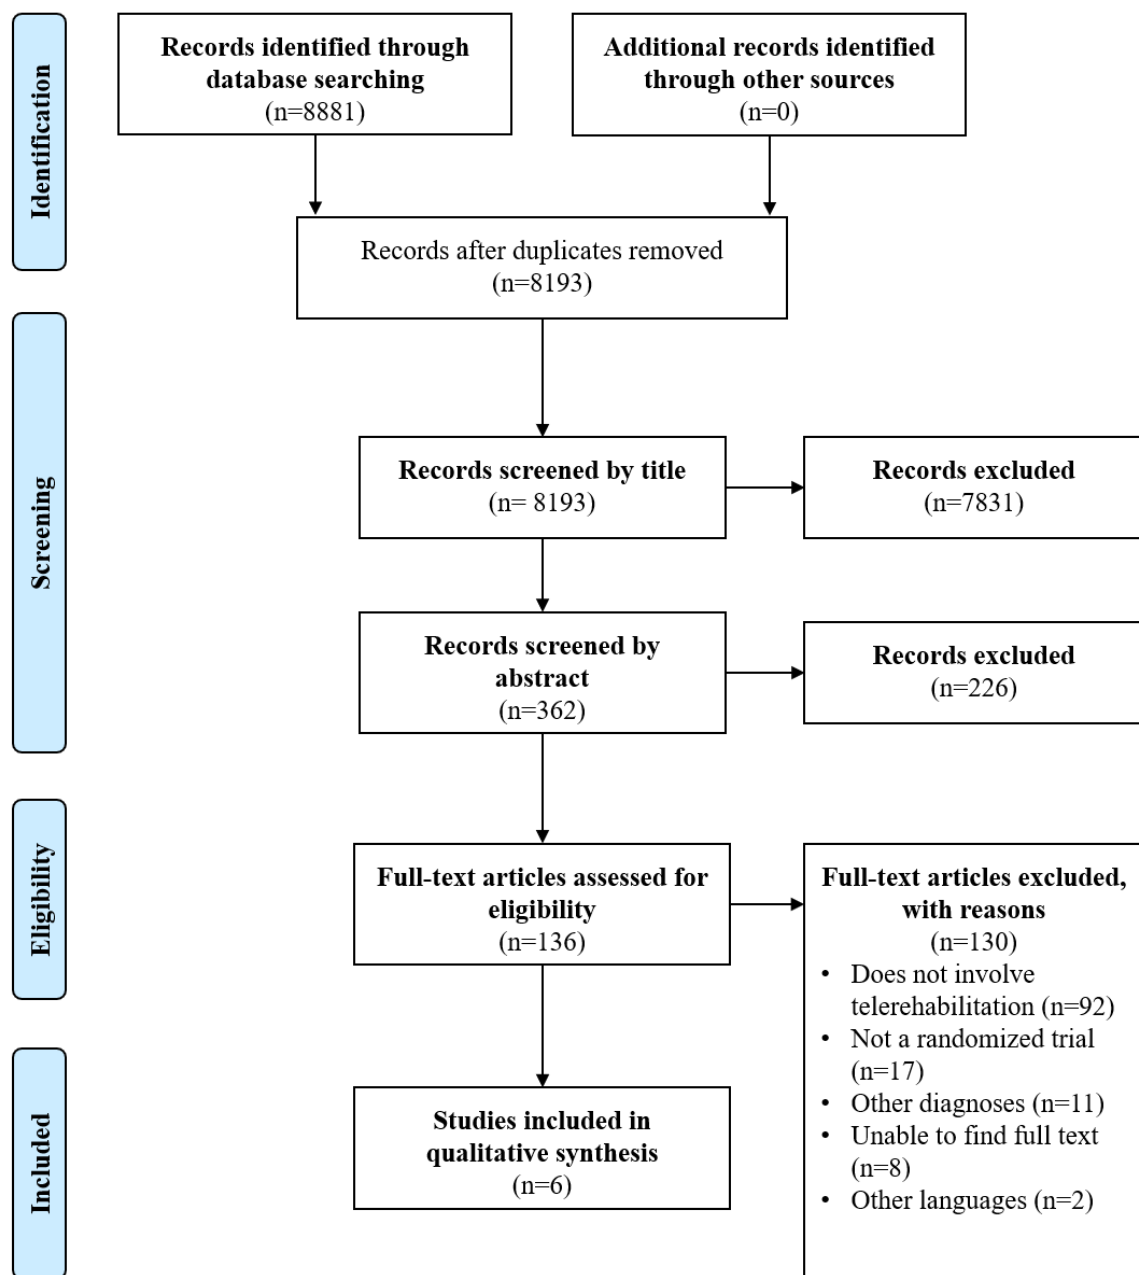 Identification
Records identified through
database searching
(n=8881)
Additional records identified
through other sources
(n=0)
Records after duplicates removed
(n=8193)
Screening
Records screened by title
(n= 8193)
Records excluded
(n=7831)
Records screened by
abstract
(n=362)
Records excluded
(n=226)
Eligibility
Full-text articles assessed for
eligibility
(n=136)
Full-text articles excluded,
with reasons
(n=130)
• Does not involve
telerehabilitation (n=92)
• Not a randomized trial
(n=17)
• Other diagnoses (n=11)
• Unable to find full text
(n=8)
• Other languages (n=2)
Included
Studies included in
qualitative synthesis
(n=6)